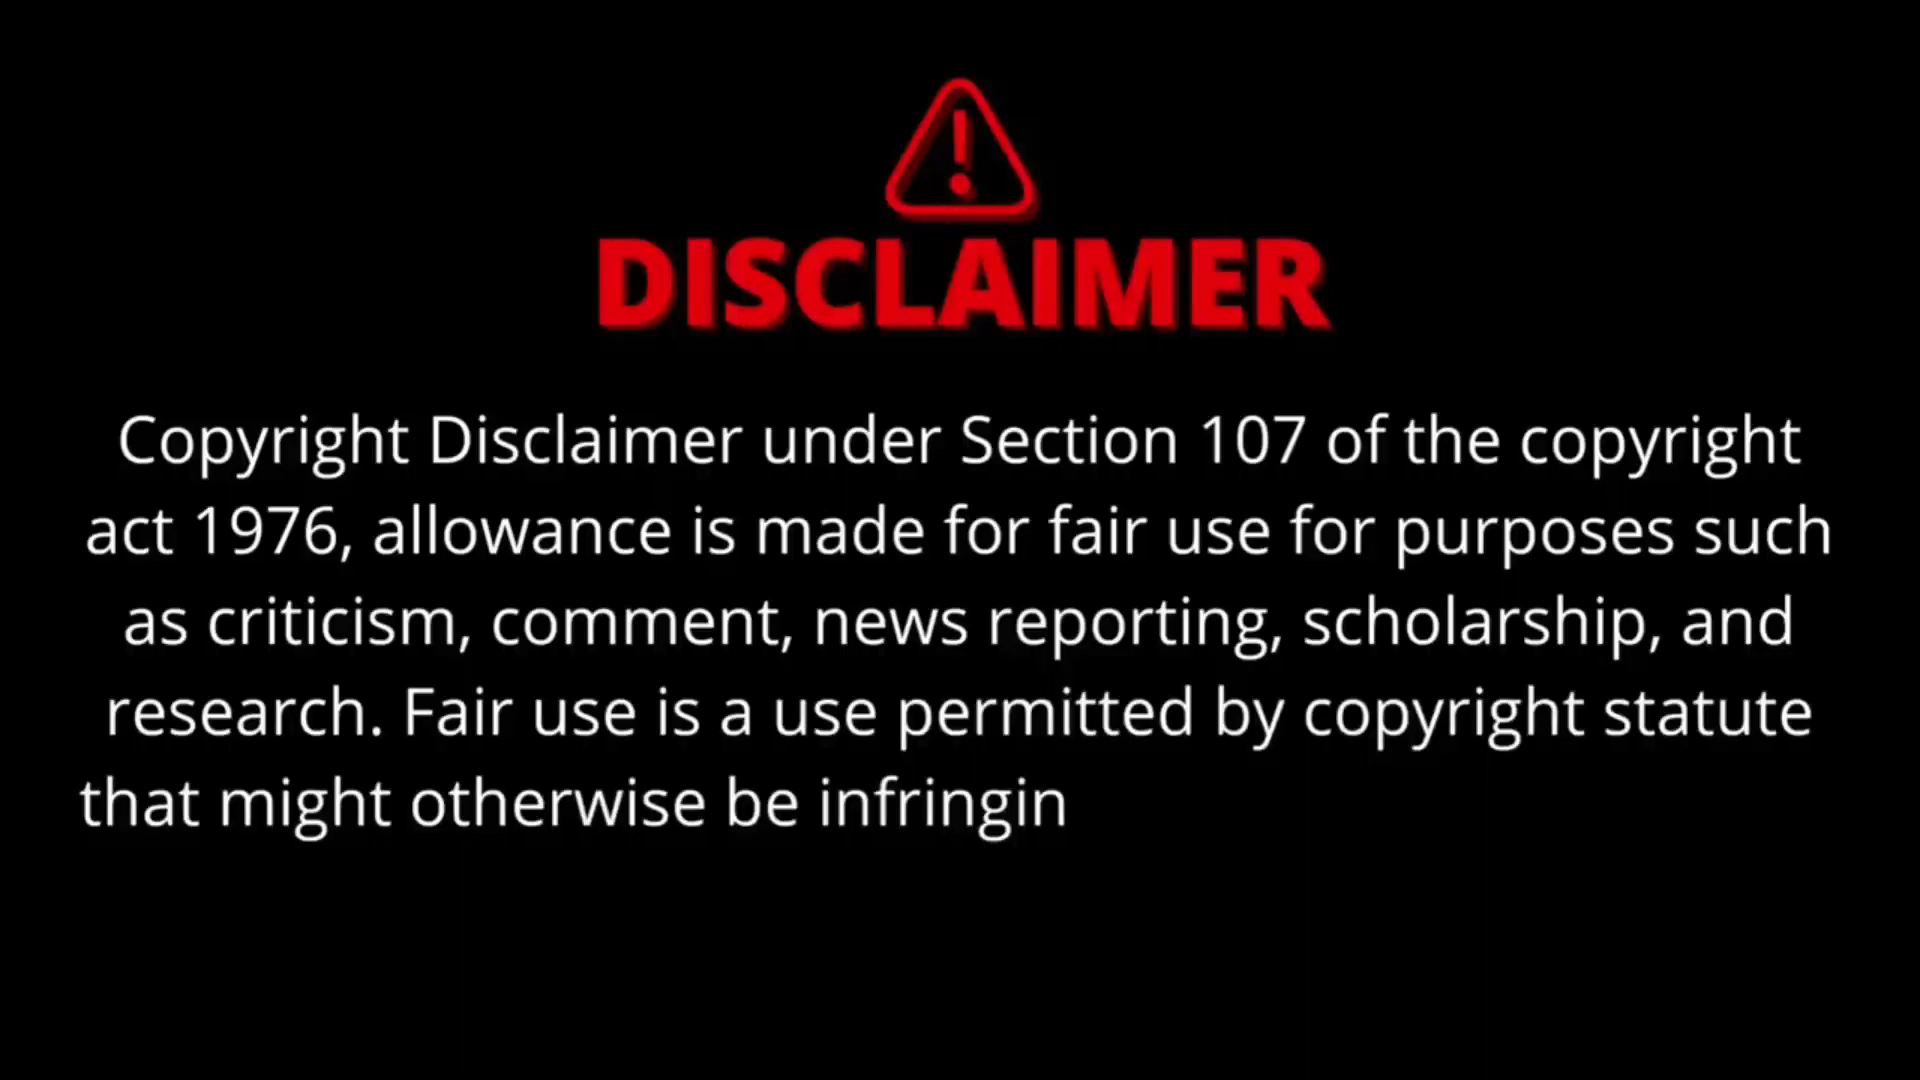 DISCLAIMER
Copyright Disclaimer under Section 107 of the copyright
act 1976, allowance is made for fair use for purposes such
as criticism, comment, news reporting, scholarship, and
research. Fair use is a use permitted by copyright statute
that might otherwise be infringin